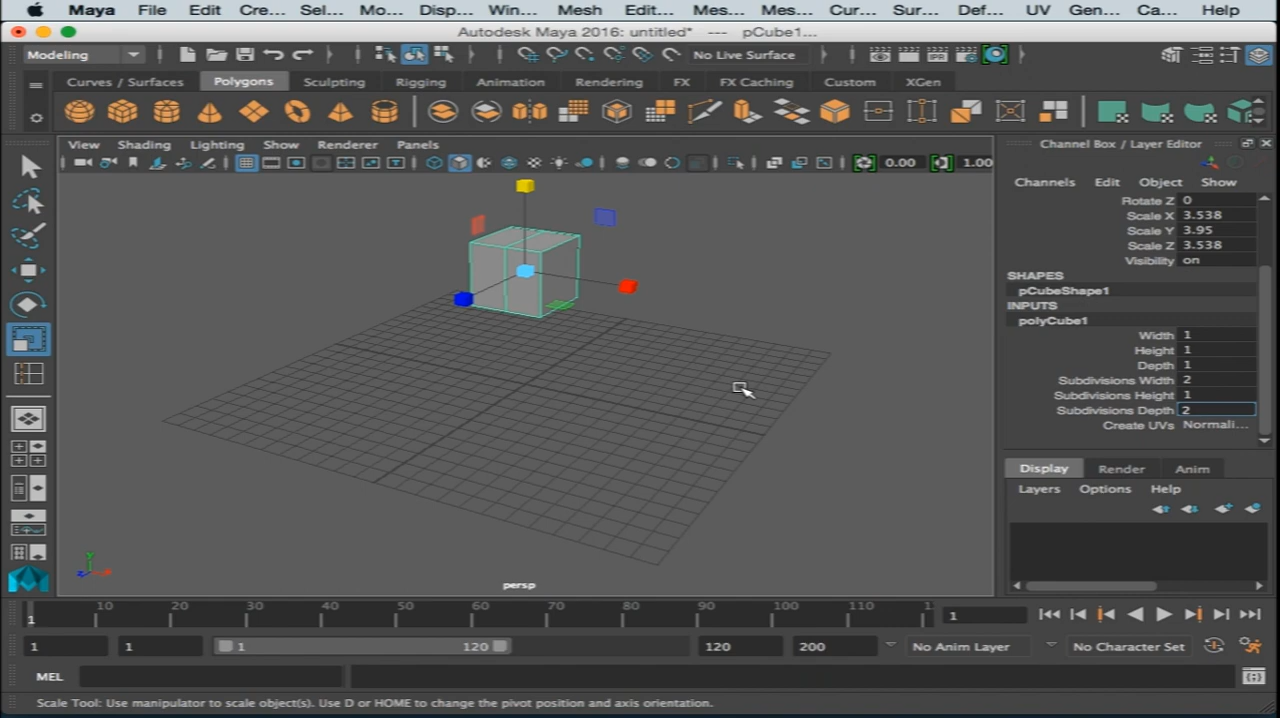 Maya File Edit Cre... Sel... Mo... Disp... Win... Mesh Edit... Mes... Mes... Cur... Sur... Def... UV Gen... Ca... Help
Autodesk Maya 2016: untitled* --- pCube1...
Modeling No Live Surface
Curves / Surfaces Polygons Sculpting Rigging Animation Rendering FX FX Caching Custom XGen
View Shading Lighting Show Renderer Panels
0.00 1.00
IPR
persp
Channel Box / Layer Editor
Channels Edit Object Show
Rotate Z 0
Scale X 3.538
Scale Y 3.95
Scale Z 3.538
Visibility on
SHAPES
pCubeShape1
INPUTS
polyCube1
Width 1
Height 1
Depth 1
Subdivisions Width 2
Subdivisions Height 1
Subdivisions Depth 2
Create UVs Normali...
Display Render Anim
Layers Options Help
1 10 20 30 40 50 60 70 80 90 100 110 1
1
1 1 1 120 120 200 No Anim Layer No Character Set
MEL
Scale Tool: Use manipulator to scale object(s). Use D or HOME to change the pivot position and axis orientation.